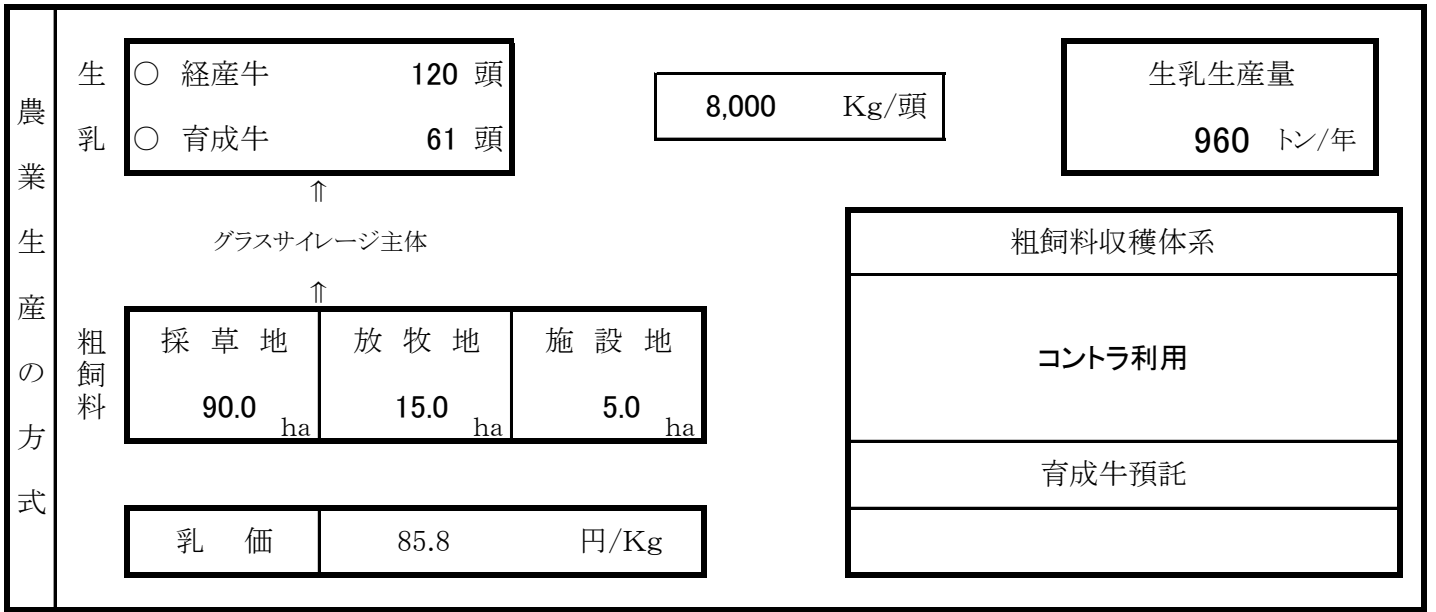 農業生産の方式
生乳
○ 経産牛 120 頭
○ 育成牛 61 頭
8,000 Kg/頭
生乳生産量
960 トン/年
⇑
グラスサイレージ主体
⇑
粗飼料
採草地 放牧地 施設地
90.0 ha 15.0 ha 5.0 ha
乳価 85.8 円/Kg
粗飼料収穫体系
コントラ利用
育成牛預託